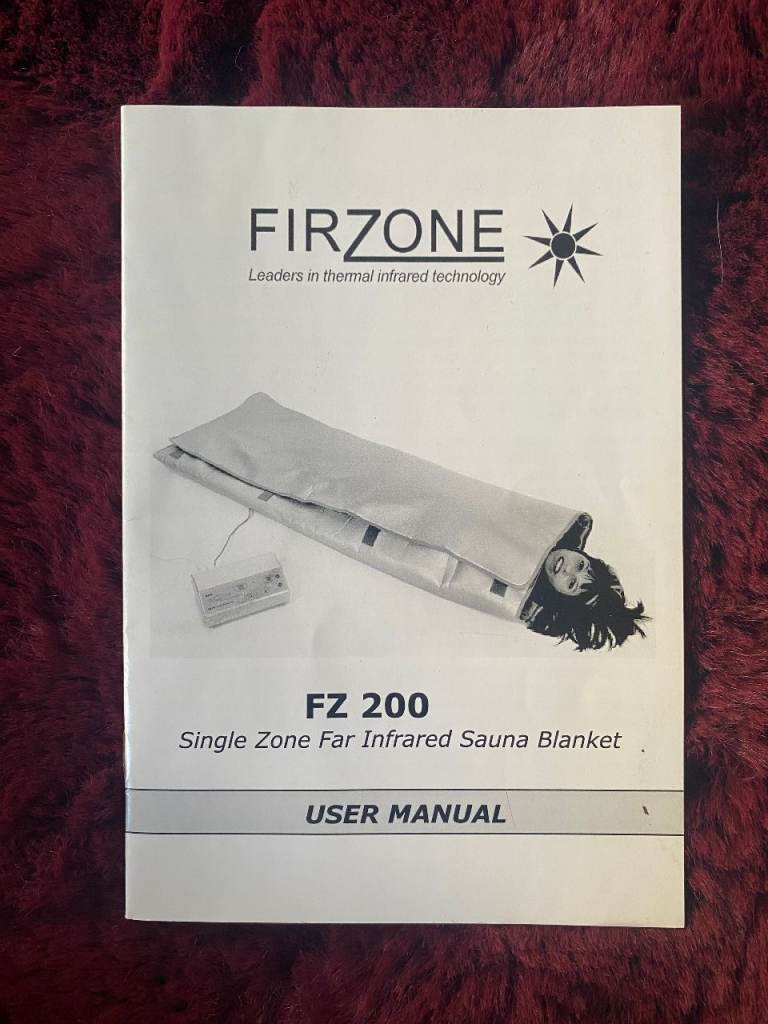 FIRZONE
Leaders in thermal infrared technology
FZ 200
Single Zone Far Infrared Sauna Blanket
USER MANUAL